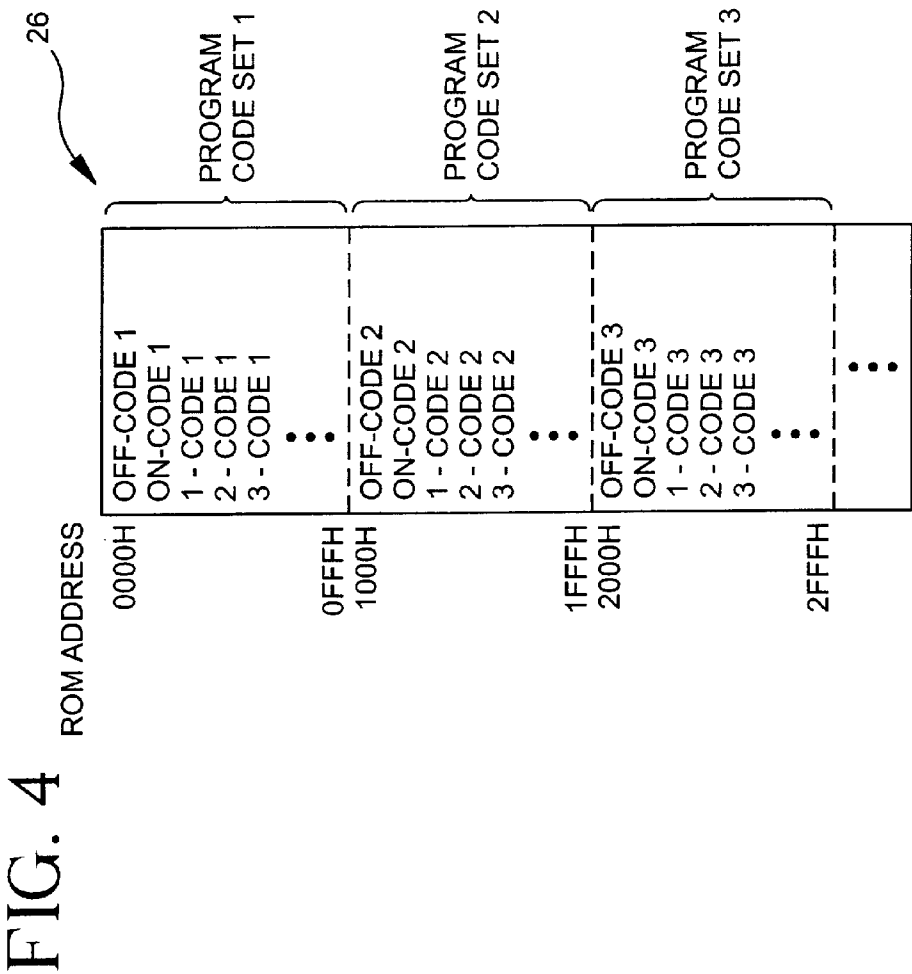 FIG. 4
26
ROM ADDRESS
0000H
OFF-CODE 1
ON-CODE 1
1 - CODE 1
2 - CODE 1
3 - CODE 1
•••
0FFFH
PROGRAM
CODE SET 1
1000H
OFF-CODE 2
ON-CODE 2
1 - CODE 2
2 - CODE 2
3 - CODE 2
•••
1FFFH
PROGRAM
CODE SET 2
2000H
OFF-CODE 3
ON-CODE 3
1 - CODE 3
2 - CODE 3
3 - CODE 3
•••
2FFFH
PROGRAM
CODE SET 3
•••